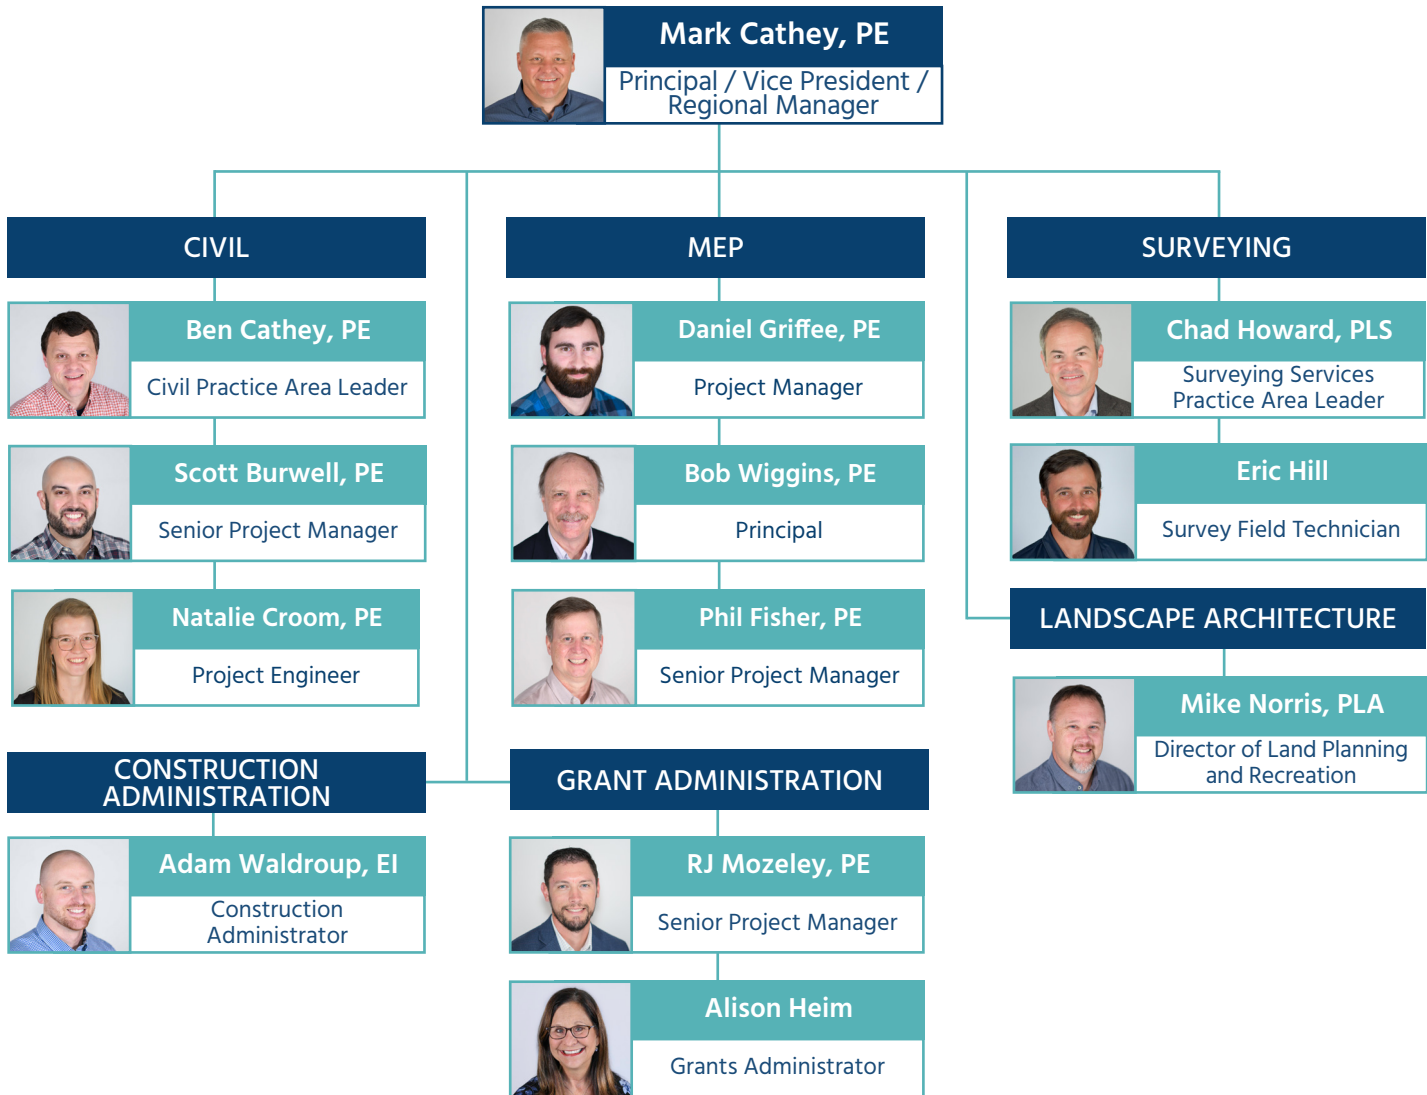 Mark Cathey, PE
Principal / Vice President /
Regional Manager
CIVIL
Ben Cathey, PE
Civil Practice Area Leader
Scott Burwell, PE
Senior Project Manager
Natalie Croom, PE
Project Engineer
MEP
Daniel Griffee, PE
Project Manager
Bob Wiggins, PE
Principal
Phil Fisher, PE
Senior Project Manager
SURVEYING
Chad Howard, PLS
Surveying Services
Practice Area Leader
Eric Hill
Survey Field Technician
LANDSCAPE ARCHITECTURE
Mike Norris, PLA
Director of Land Planning
and Recreation
CONSTRUCTION
ADMINISTRATION
Adam Waldroup, EI
Construction
Administrator
GRANT ADMINISTRATION
RJ Mozeley, PE
Senior Project Manager
Alison Heim
Grants Administrator